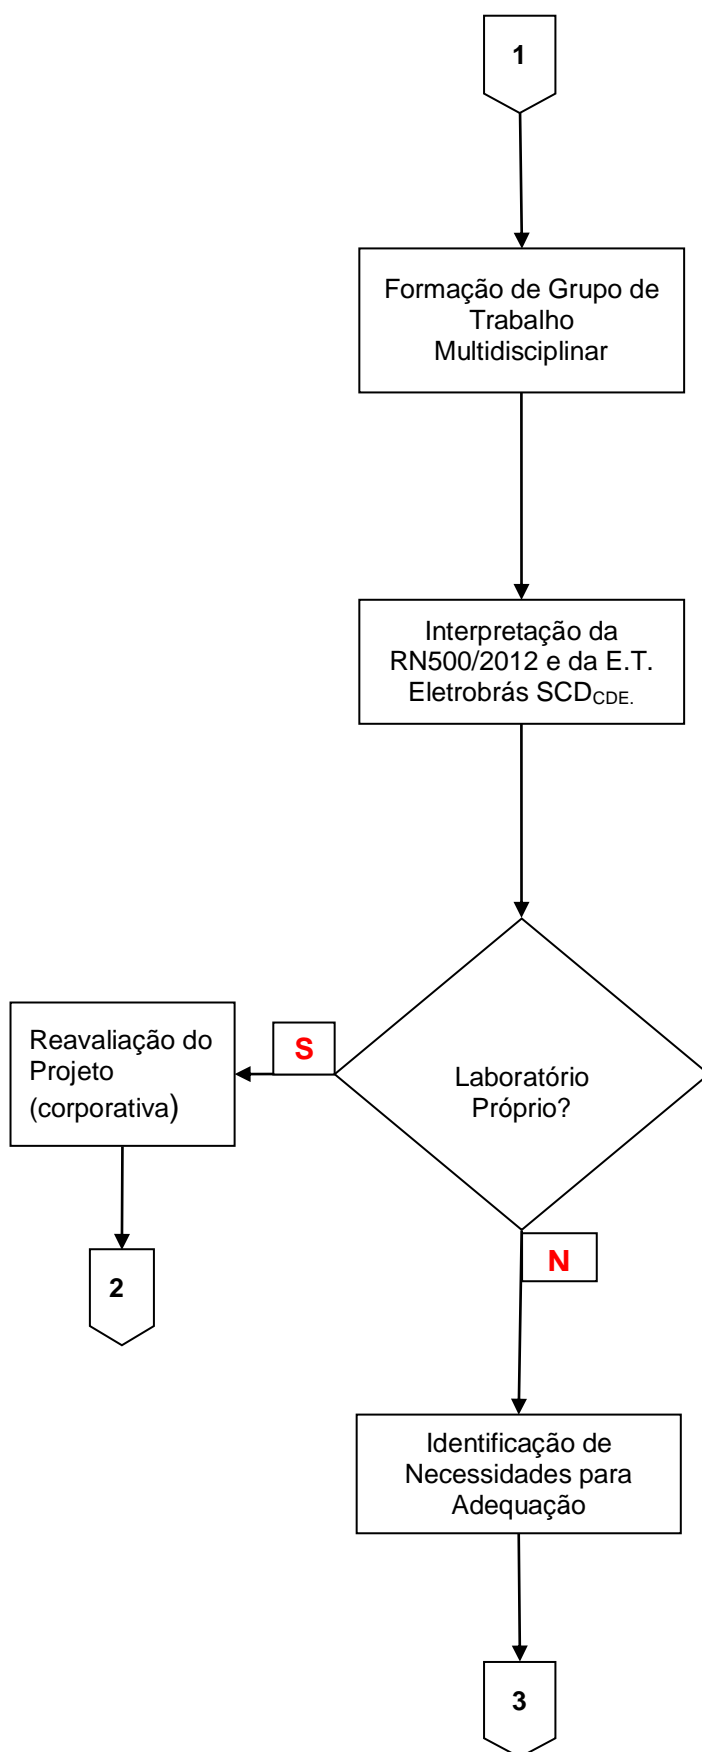 1
Formação de Grupo de
Trabalho
Multidisciplinar
Interpretação da
RN500/2012 e da E.T.
Eletrobrás SCDCDE.
Laboratório
Próprio?
S
Reavaliação do
Projeto
(corporativa)
2
N
Identificação de
Necessidades para
Adequação
3